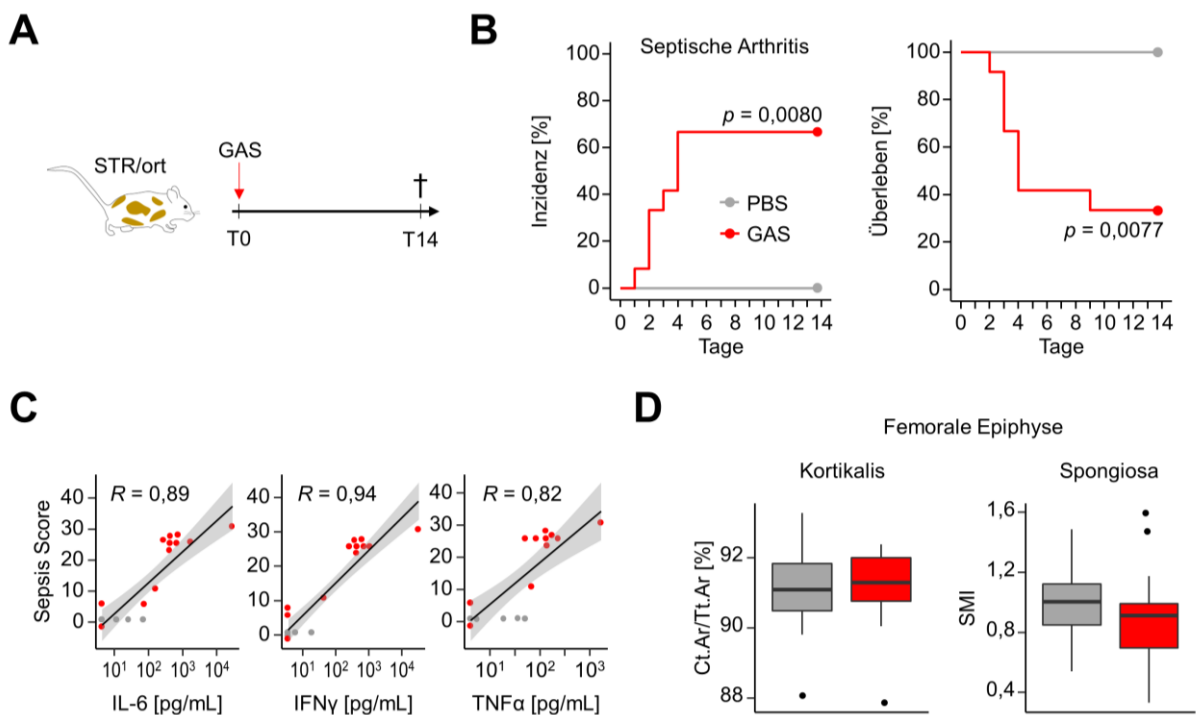 A
STR/ort
GAS
†
T0
T14
B
Septische Arthritis
Inzidenz [%]
100
80
60
40
20
0
p = 0,0080
PBS
GAS
0 2 4 6 8 10 12 14
Tage
Überleben [%]
100
80
60
40
20
0
p = 0,0077
0 2 4 6 8 10 12 14
Tage
C
Sepsis Score
40
30
20
10
0
R = 0,89
10¹ 10² 10³ 10⁴
IL-6 [pg/mL]
40
30
20
10
0
R = 0,94
10¹ 10² 10³ 10⁴
IFNγ [pg/mL]
40
30
20
10
0
R = 0,82
10¹ 10² 10³
TNFα [pg/mL]
D
Femorale Epiphyse
Kortikalis
Ct.Ar/Tt.Ar [%]
92
90
88
Spongiosa
SMI
1,6
1,2
0,8
0,4